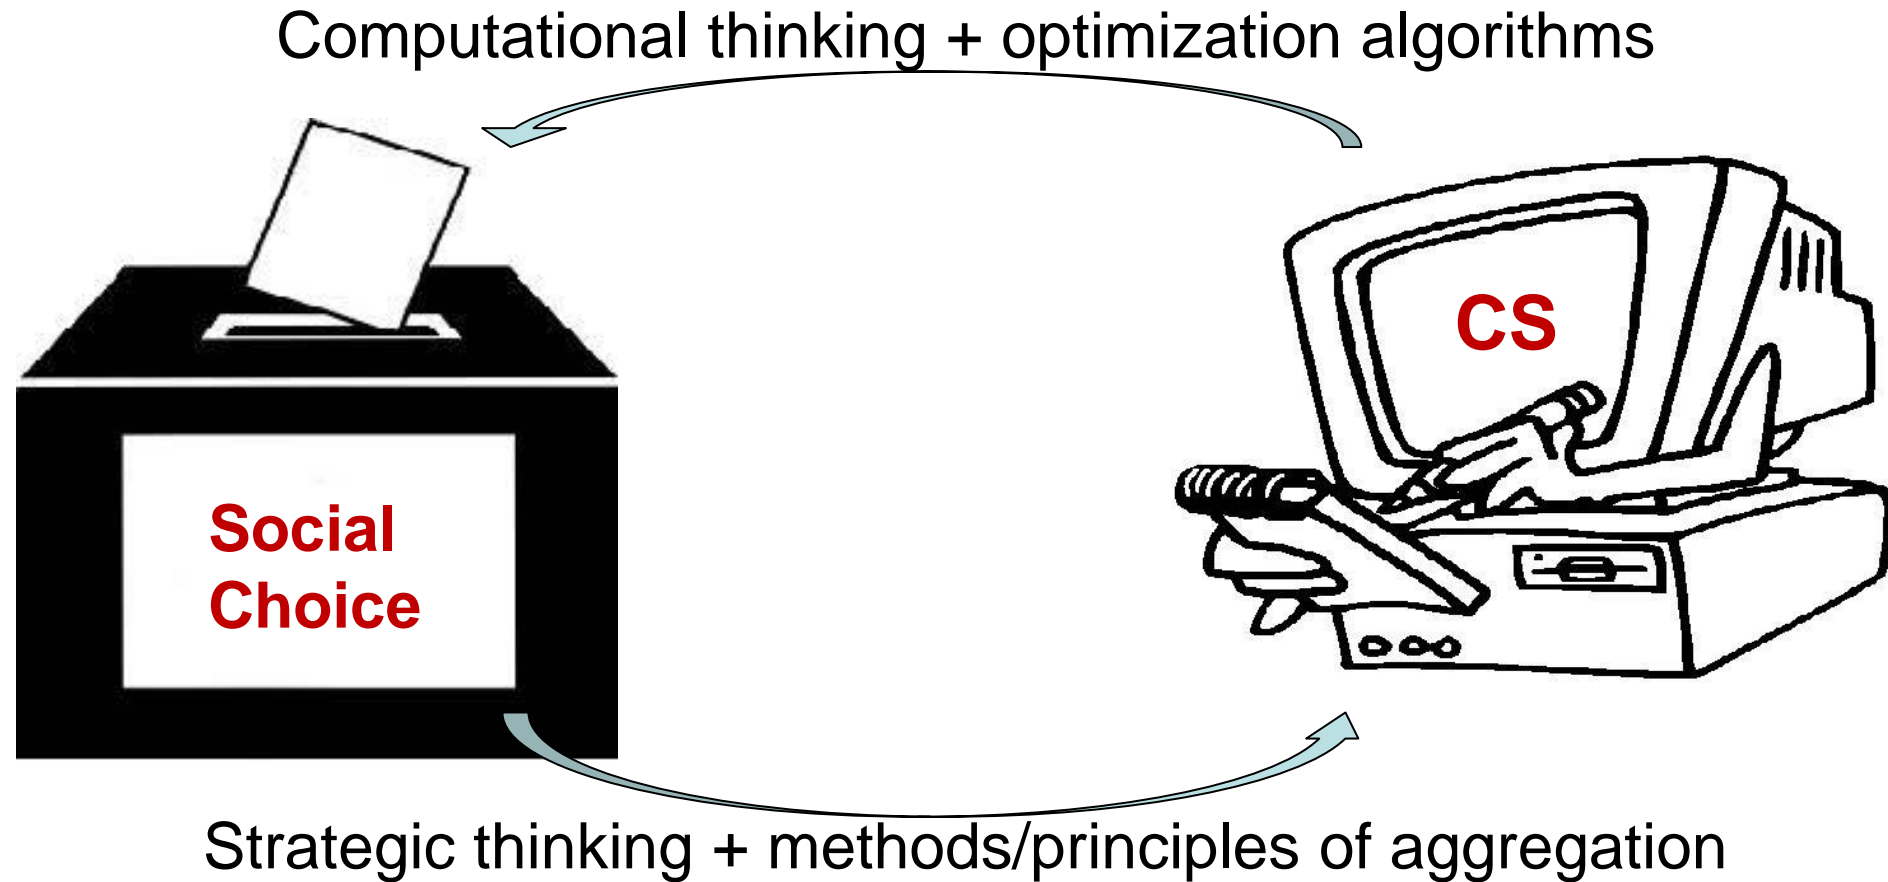 Computational thinking + optimization algorithms
CS
Social
Choice
Strategic thinking + methods/principles of aggregation